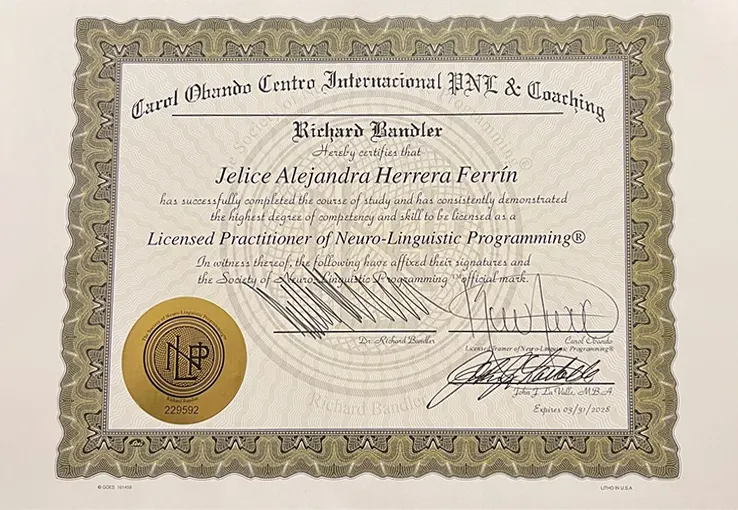 Carol Obando Centro Internacional PNL & Coaching
Richard Bandler
Hereby certifies that
Jelice Alejandra Herrera Ferrín
has successfully completed the course of study and has consistently demonstrated
the highest degree of competency and skill to be licensed as a
Licensed Practitioner of Neuro-Linguistic Programming®
In witness thereof, the following have affixed their signatures and
the Society of Neuro-Linguistic Programming™ official mark.
Dr. Richard Bandler
Carol Obando
Licensed Trainer of Neuro-Linguistic Programming®
John J. La Valle, M.B.A.
Expires 03/31/2028
The Society of Neuro-Linguistic Programming
NLP
Richard Bandler
229592
Society of Programming®
Richard Bandler
© GOES
LITHO IN U.S.A.